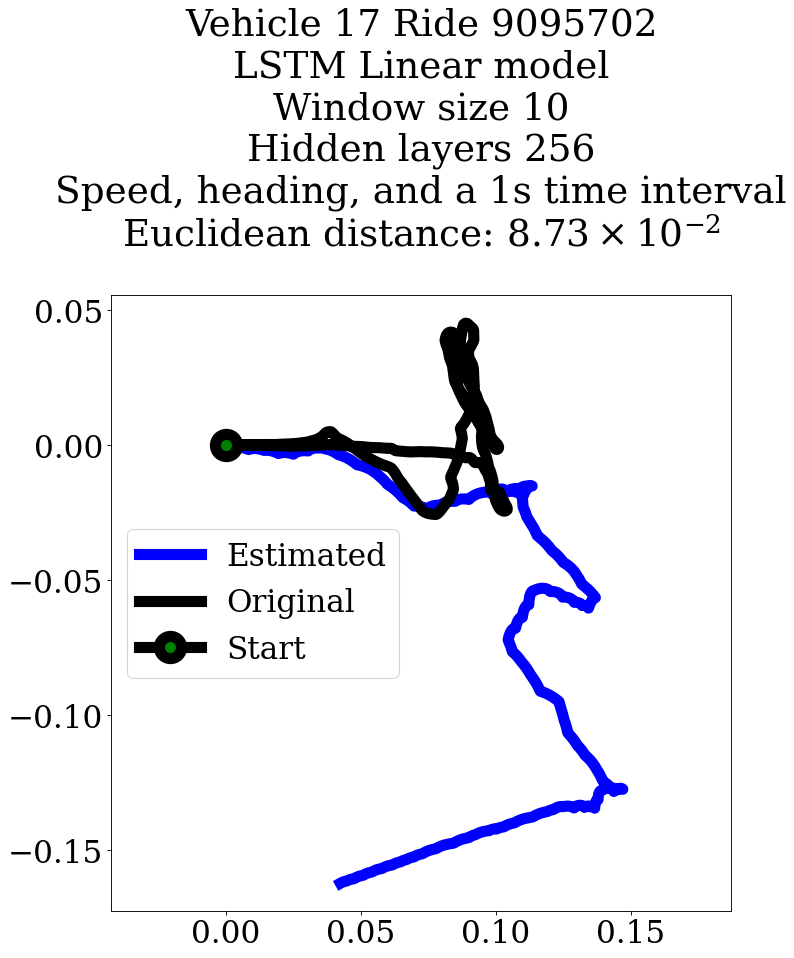 Vehicle 17 Ride 9095702
LSTM Linear model
Window size 10
Hidden layers 256
Speed, heading, and a 1s time interval
Euclidean distance: 8.73 × 10⁻²
0.05
0.00
−0.05
−0.10
−0.15
Estimated
Original
Start
0.00 0.05 0.10 0.15